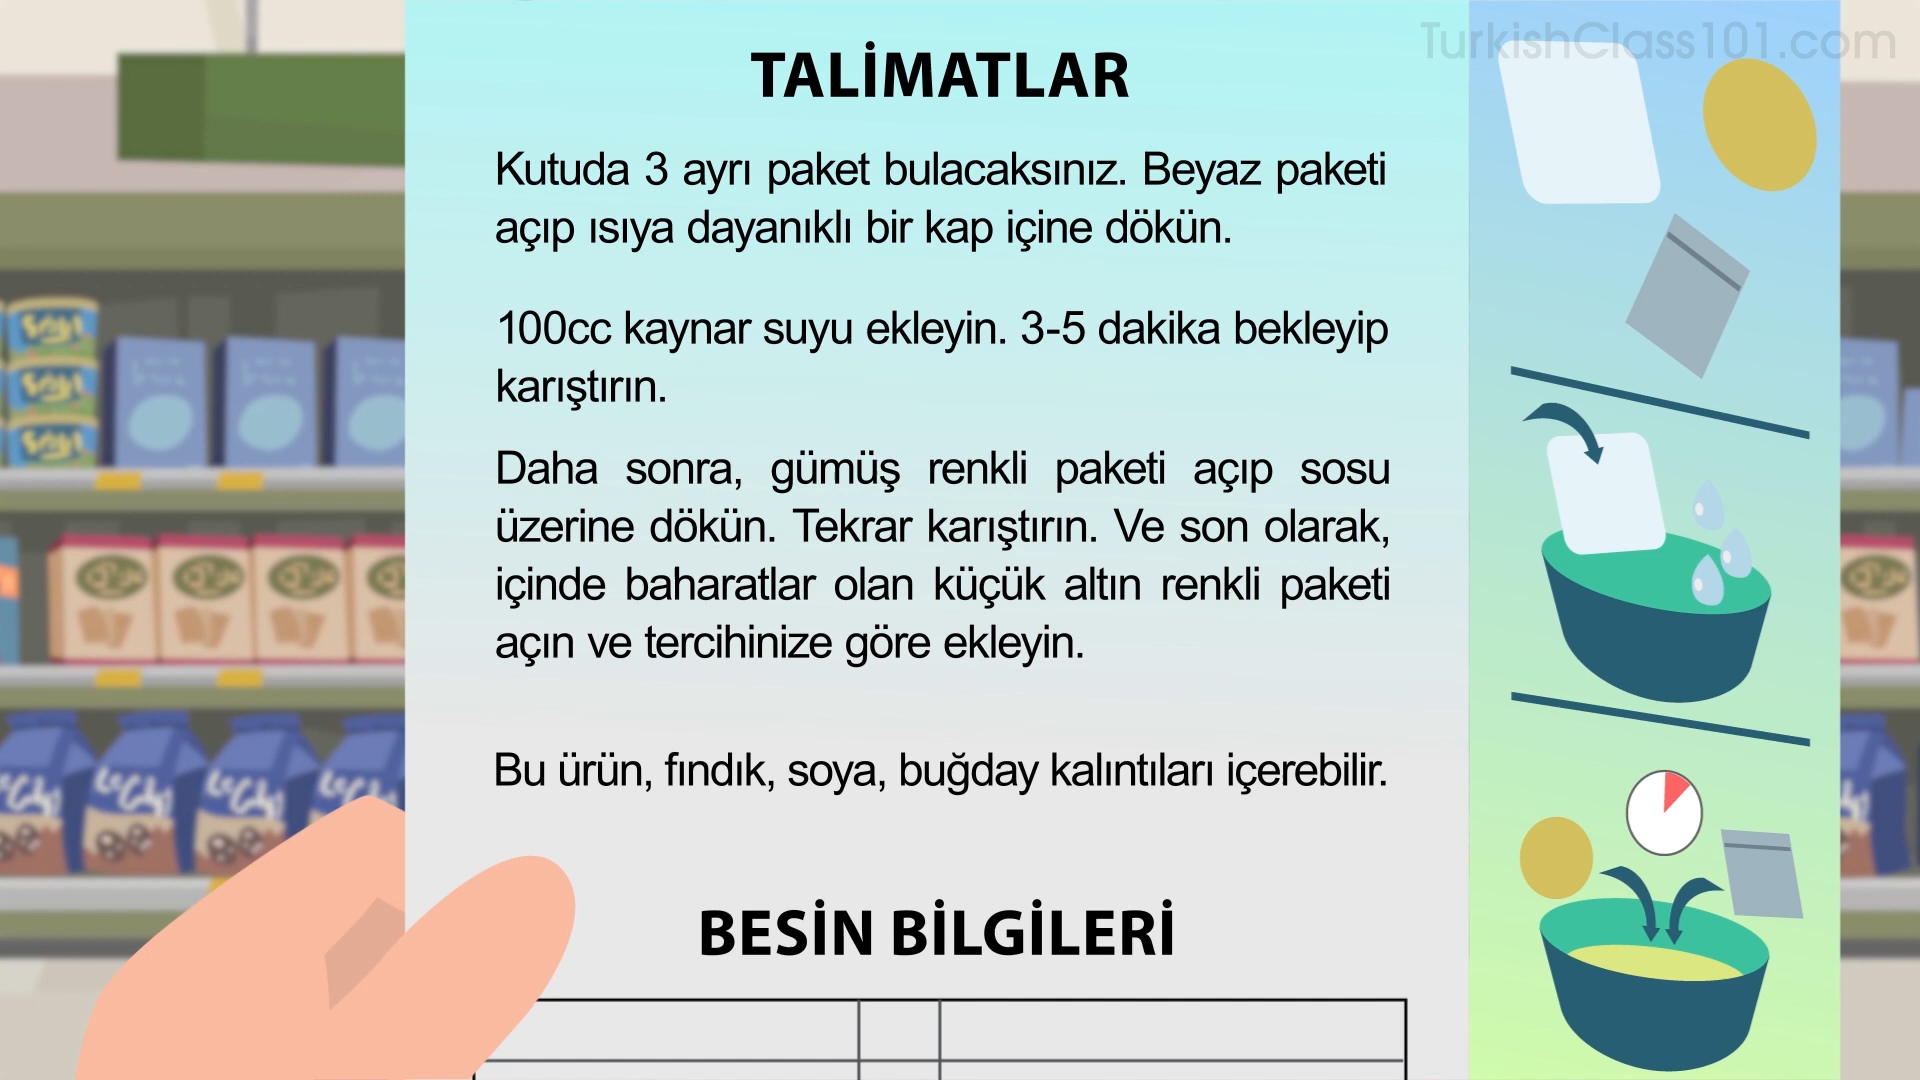 TurkishClass101.com
TALİMATLAR
Kutuda 3 ayrı paket bulacaksınız. Beyaz paketi
açıp ısıya dayanıklı bir kap içine dökün.
100cc kaynar suyu ekleyin. 3-5 dakika bekleyip
karıştırın.
Daha sonra, gümüş renkli paketi açıp sosu
üzerine dökün. Tekrar karıştırın. Ve son olarak,
içinde baharatlar olan küçük altın renkli paketi
açın ve tercihinize göre ekleyin.
Bu ürün, fındık, soya, buğday kalıntıları içerebilir.
BESİN BİLGİLERİ